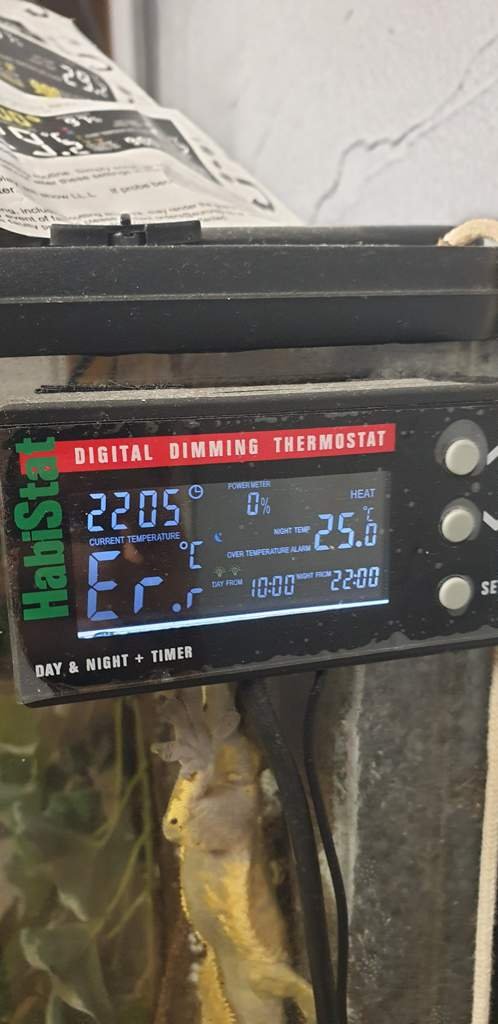 HabiStat
DIGITAL DIMMING THERMOSTAT
2205
POWER METER
0%
HEAT
CURRENT TEMPERATURE
Er.r °C
NIGHT TEMP
25.0 °C
OVER TEMPERATURE ALARM
DAY FROM
10:00
NIGHT FROM
22:00
SE
DAY & NIGHT + TIMER